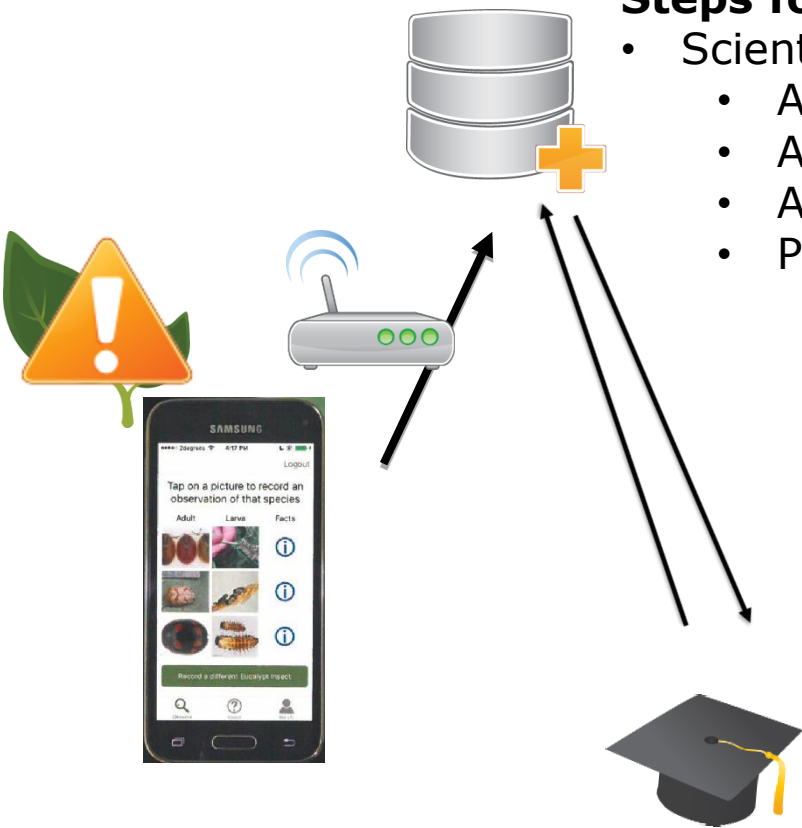 Steps fo
• Scient
• A
• A
• A
• P
SAMSUNG
2degrees 4:17 PM
Logout
Tap on a picture to record an
observation of that species
Adult Larva Facts
Record a different Eucalypt Insect